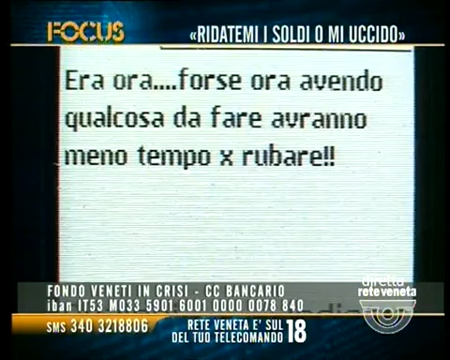 FOCUS
«RIDATEMI I SOLDI O MI UCCIDO»
Era ora....forse ora avendo
qualcosa da fare avranno
meno tempo x rubare!!
FONDO VENETI IN CRISI - CC BANCARIO
iban IT53 M033 5901 6001 0000 0078 840
diretta
reteveneta
SMS 340 3218806
RETE VENETA E' SUL 18
DEL TUO TELECOMANDO